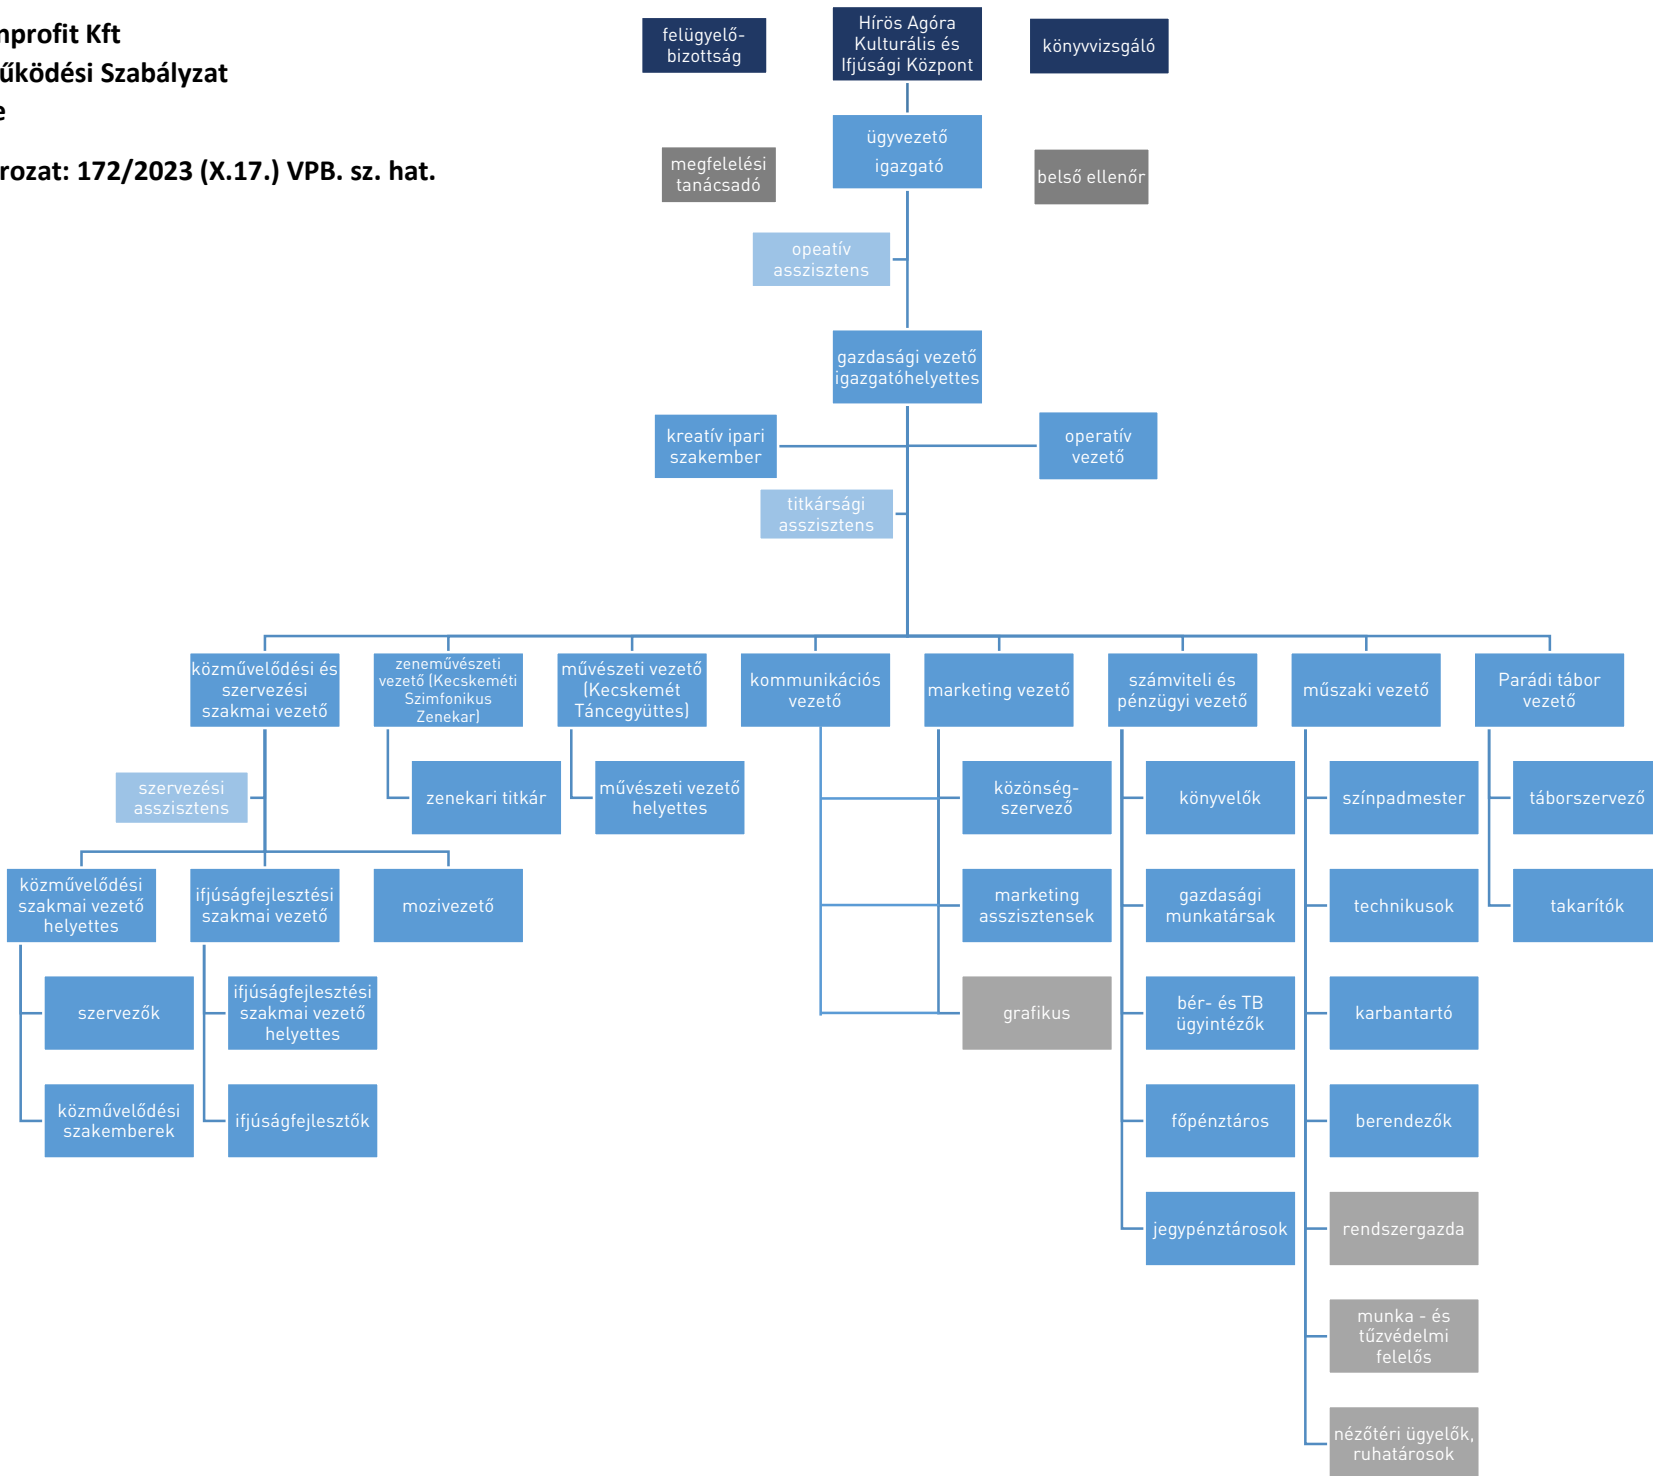 nprofit Kft
űködési Szabályzat
e
rozat: 172/2023 (X.17.) VPB. sz. hat.
felügyelő-
bizottság
Hírös Agóra
Kulturális és
Ifjúsági Központ
könyvvizsgáló
ügyvezető
igazgató
megfelelési
tanácsadó
belső ellenőr
opeatív
asszisztens
gazdasági vezető
igazgatóhelyettes
kreatív ipari
szakember
operatív
vezető
titkársági
asszisztens
közművelődési és
szervezési
szakmai vezető
zeneművészeti
vezető (Kecskeméti
Szimfonikus
Zenekar)
művészeti vezető
(Kecskemét
Táncegyüttes)
kommunikációs
vezető
marketing vezető
számviteli és
pénzügyi vezető
műszaki vezető
Parádi tábor
vezető
szervezési
asszisztens
zenekari titkár
művészeti vezető
helyettes
közönség-
szervező
könyvelők
színpadmester
táborszervező
közművelődési
szakmai vezető
helyettes
ifjúságfejlesztési
szakmai vezető
mozivezető
marketing
asszisztensek
gazdasági
munkatársak
technikusok
takarítók
szervezők
ifjúságfejlesztési
szakmai vezető
helyettes
grafikus
bér- és TB
ügyintézők
karbantartó
közművelődési
szakemberek
ifjúságfejlesztők
főpénztáros
berendezők
jegypénztárosok
rendszergazda
munka - és
tűzvédelmi
felelős
nézőtéri ügyelők,
ruhatárosok